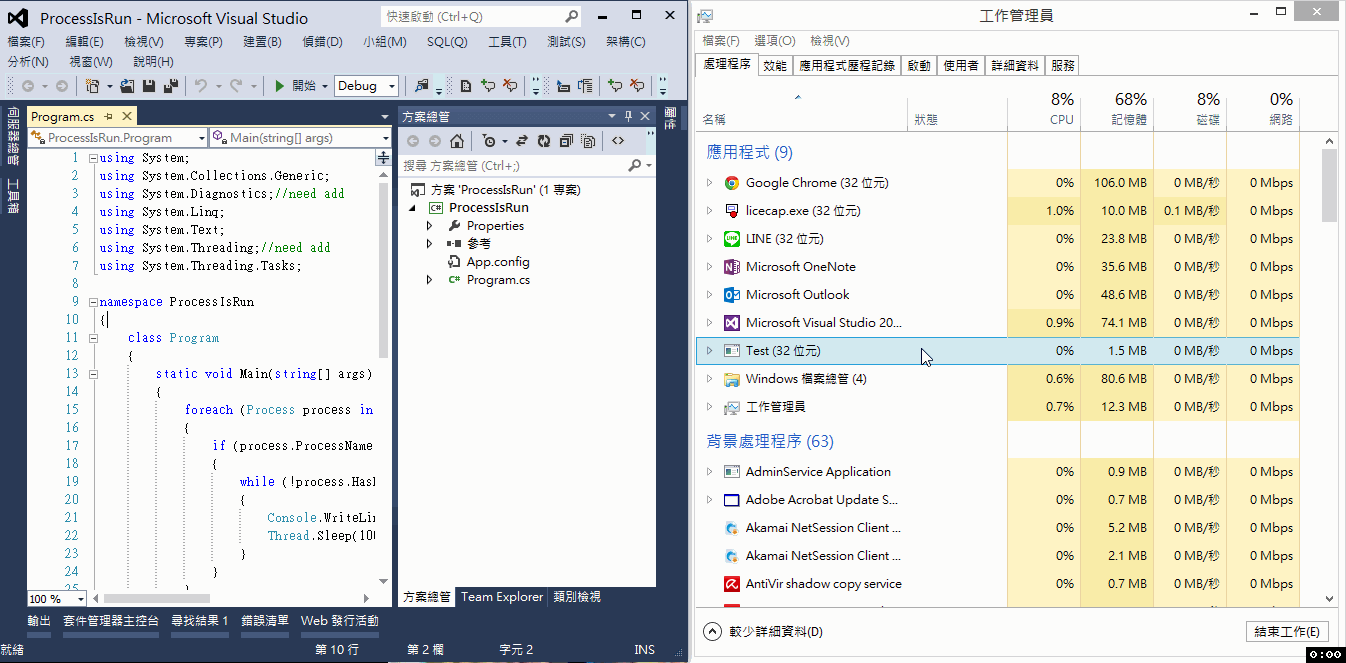 ProcessIsRun - Microsoft Visual Studio
快速啟動 (Ctrl+Q)
檔案(F) 編輯(E) 檢視(V) 專案(P) 建置(B) 偵錯(D) 小組(M) SQL(Q) 工具(T) 測試(S) 架構(C)
分析(N) 視窗(W) 說明(H)
開始 Debug
伺服器總管
工具箱
Program.cs
ProcessIsRun.Program Main(string[] args)
1 using System;
2 using System.Collections.Generic;
3 using System.Diagnostics;//need add
4 using System.Linq;
5 using System.Text;
6 using System.Threading;//need add
7 using System.Threading.Tasks;
8
9 namespace ProcessIsRun
10 {
11 class Program
12 {
13 static void Main(string[] args)
14 {
15 foreach (Process process in
16 {
17 if (process.ProcessName
18 {
19 while (!process.Has
20 {
21 Console.WriteLi
22 Thread.Sleep(10
23 }
24 }
25 }
100 %
方案總管
搜尋 方案總管 (Ctrl+;)
方案 'ProcessIsRun' (1 專案)
ProcessIsRun
Properties
參考
App.config
Program.cs
方案總管 Team Explorer 類別檢視
輸出 套件管理器主控台 尋找結果 1 錯誤清單 Web 發行活動
就緒 第 10 行 第 2 欄 字元 2 INS
工作管理員
檔案(F) 選項(O) 檢視(V)
處理程序 效能 應用程式歷程記錄 啟動 使用者 詳細資料 服務
8% 68% 8% 0%
名稱 狀態 CPU 記憶體 磁碟 網路
應用程式 (9)
Google Chrome (32 位元) 0% 106.0 MB 0 MB/秒 0 Mbps
licecap.exe (32 位元) 1.0% 10.0 MB 0.1 MB/秒 0 Mbps
LINE (32 位元) 0% 23.8 MB 0 MB/秒 0 Mbps
Microsoft OneNote 0% 35.6 MB 0 MB/秒 0 Mbps
Microsoft Outlook 0% 48.6 MB 0 MB/秒 0 Mbps
Microsoft Visual Studio 20... 0.9% 74.1 MB 0 MB/秒 0 Mbps
Test (32 位元) 0% 1.5 MB 0 MB/秒 0 Mbps
Windows 檔案總管 (4) 0.6% 80.6 MB 0 MB/秒 0 Mbps
工作管理員 0.7% 12.3 MB 0 MB/秒 0 Mbps
背景處理程序 (63)
AdminService Application 0% 0.9 MB 0 MB/秒 0 Mbps
Adobe Acrobat Update S... 0% 0.7 MB 0 MB/秒 0 Mbps
Akamai NetSession Client ... 0% 5.2 MB 0 MB/秒 0 Mbps
Akamai NetSession Client ... 0% 2.1 MB 0 MB/秒 0 Mbps
AntiVir shadow copy service 0% 0.7 MB 0 MB/秒 0 Mbps
較少詳細資料(D) 結束工作(E)
0:00